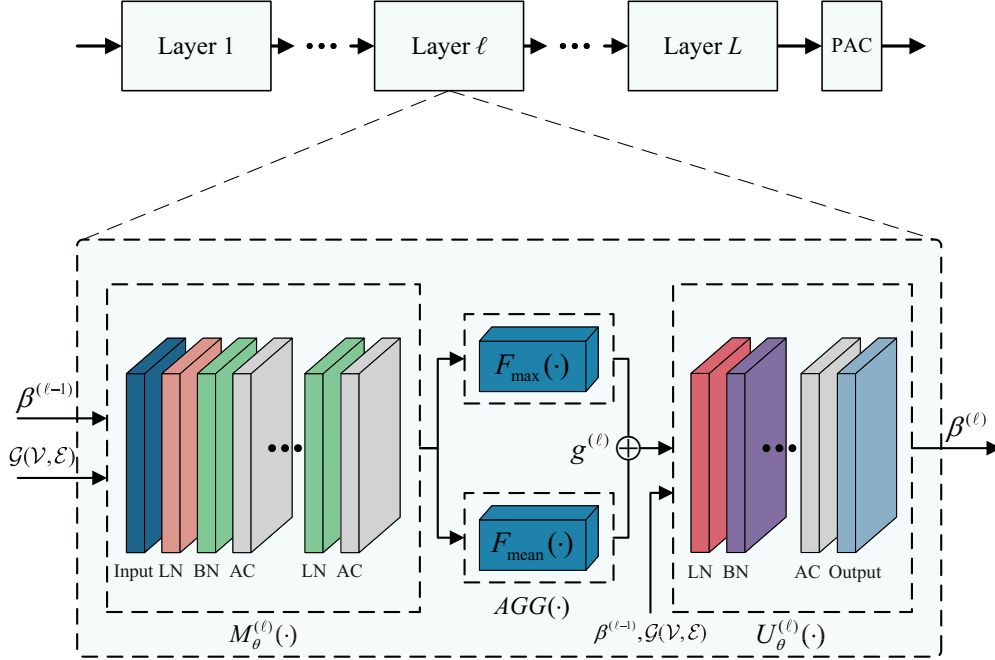 Layer 1 ••• Layer ℓ ••• Layer L PAC
β^(ℓ−1)
𝒢(𝒱, ℰ)
Input LN BN AC ••• LN AC
M_θ^(ℓ)(·)
F_max(·)
F_mean(·)
AGG(·)
g^(ℓ)
β^(ℓ−1), 𝒢(𝒱, ℰ)
LN BN ••• AC Output
U_θ^(ℓ)(·)
β^(ℓ)